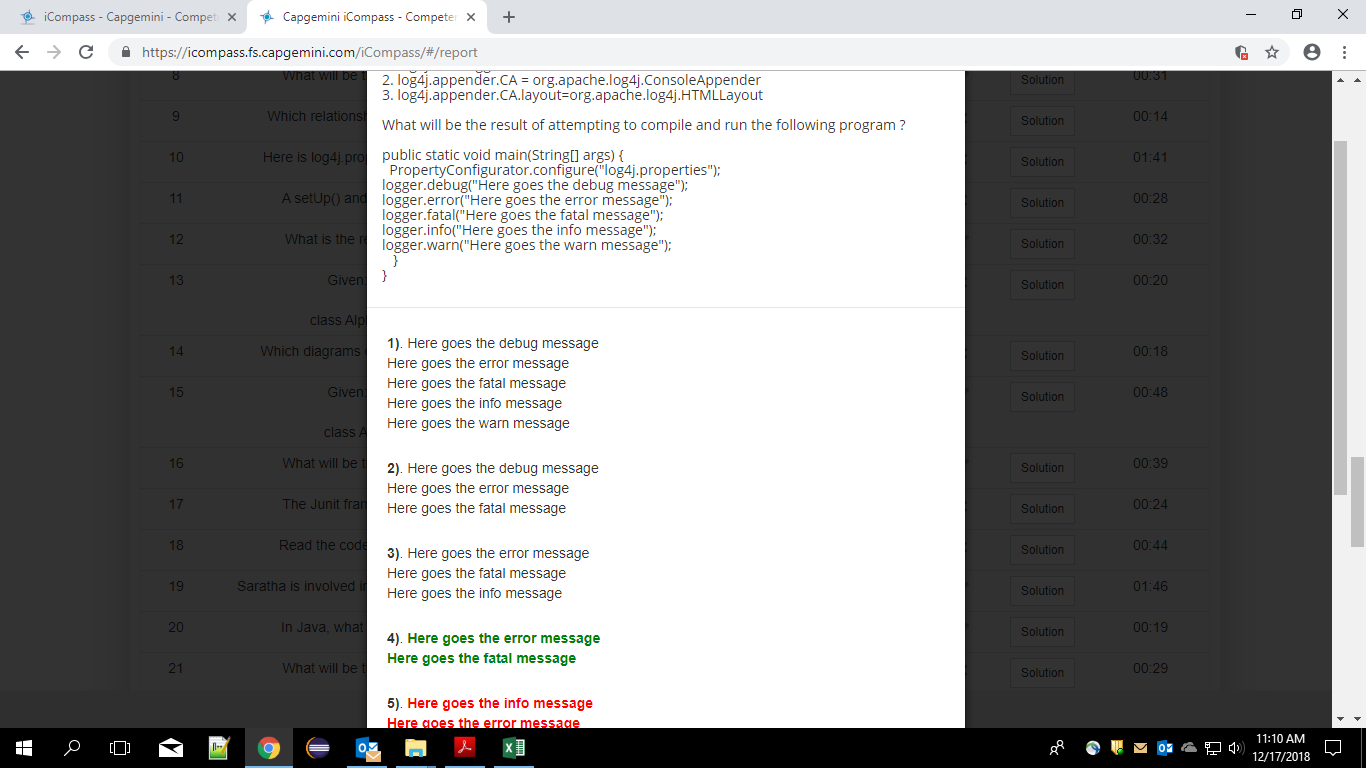 iCompass - Capgemini - Compet
Capgemini iCompass - Competen
https://icompass.fs.capgemini.com/iCompass/#/report
2. log4j.appender.CA = org.apache.log4j.ConsoleAppender
3. log4j.appender.CA.layout=org.apache.log4j.HTMLLayout
What will be the result of attempting to compile and run the following program ?
public static void main(String[] args) {
PropertyConfigurator.configure("log4j.properties");
logger.debug("Here goes the debug message");
logger.error("Here goes the error message");
logger.fatal("Here goes the fatal message");
logger.info("Here goes the info message");
logger.warn("Here goes the warn message");
}
}
1). Here goes the debug message
Here goes the error message
Here goes the fatal message
Here goes the info message
Here goes the warn message
2). Here goes the debug message
Here goes the error message
Here goes the fatal message
3). Here goes the error message
Here goes the fatal message
Here goes the info message
4). Here goes the error message
Here goes the fatal message
5). Here goes the info message
Here goes the error message
8 What will be t Solution 00:31
9 Which relations Solution 00:14
10 Here is log4j.pro Solution 01:41
11 A setUp() and Solution 00:28
12 What is the re Solution 00:32
13 Given: Solution 00:20
class Alp
14 Which diagrams Solution 00:18
15 Given: Solution 00:48
class A
16 What will be t Solution 00:39
17 The Junit fran Solution 00:24
18 Read the code Solution 00:44
19 Saratha is involved in Solution 01:46
20 In Java, what Solution 00:19
21 What will be t Solution 00:29
11:10 AM
12/17/2018